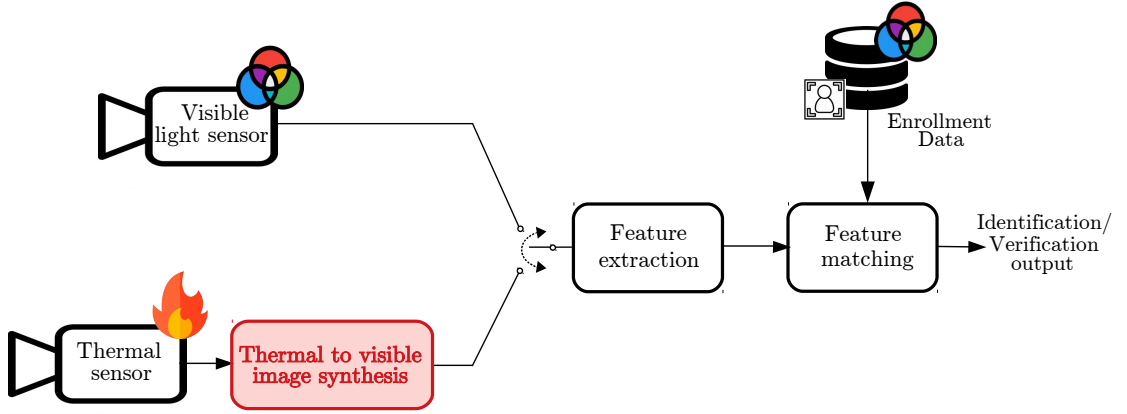 Visible
light sensor
Enrollment
Data
Feature
extraction
Feature
matching
Identification/
Verification
output
Thermal
sensor
Thermal to visible
image synthesis